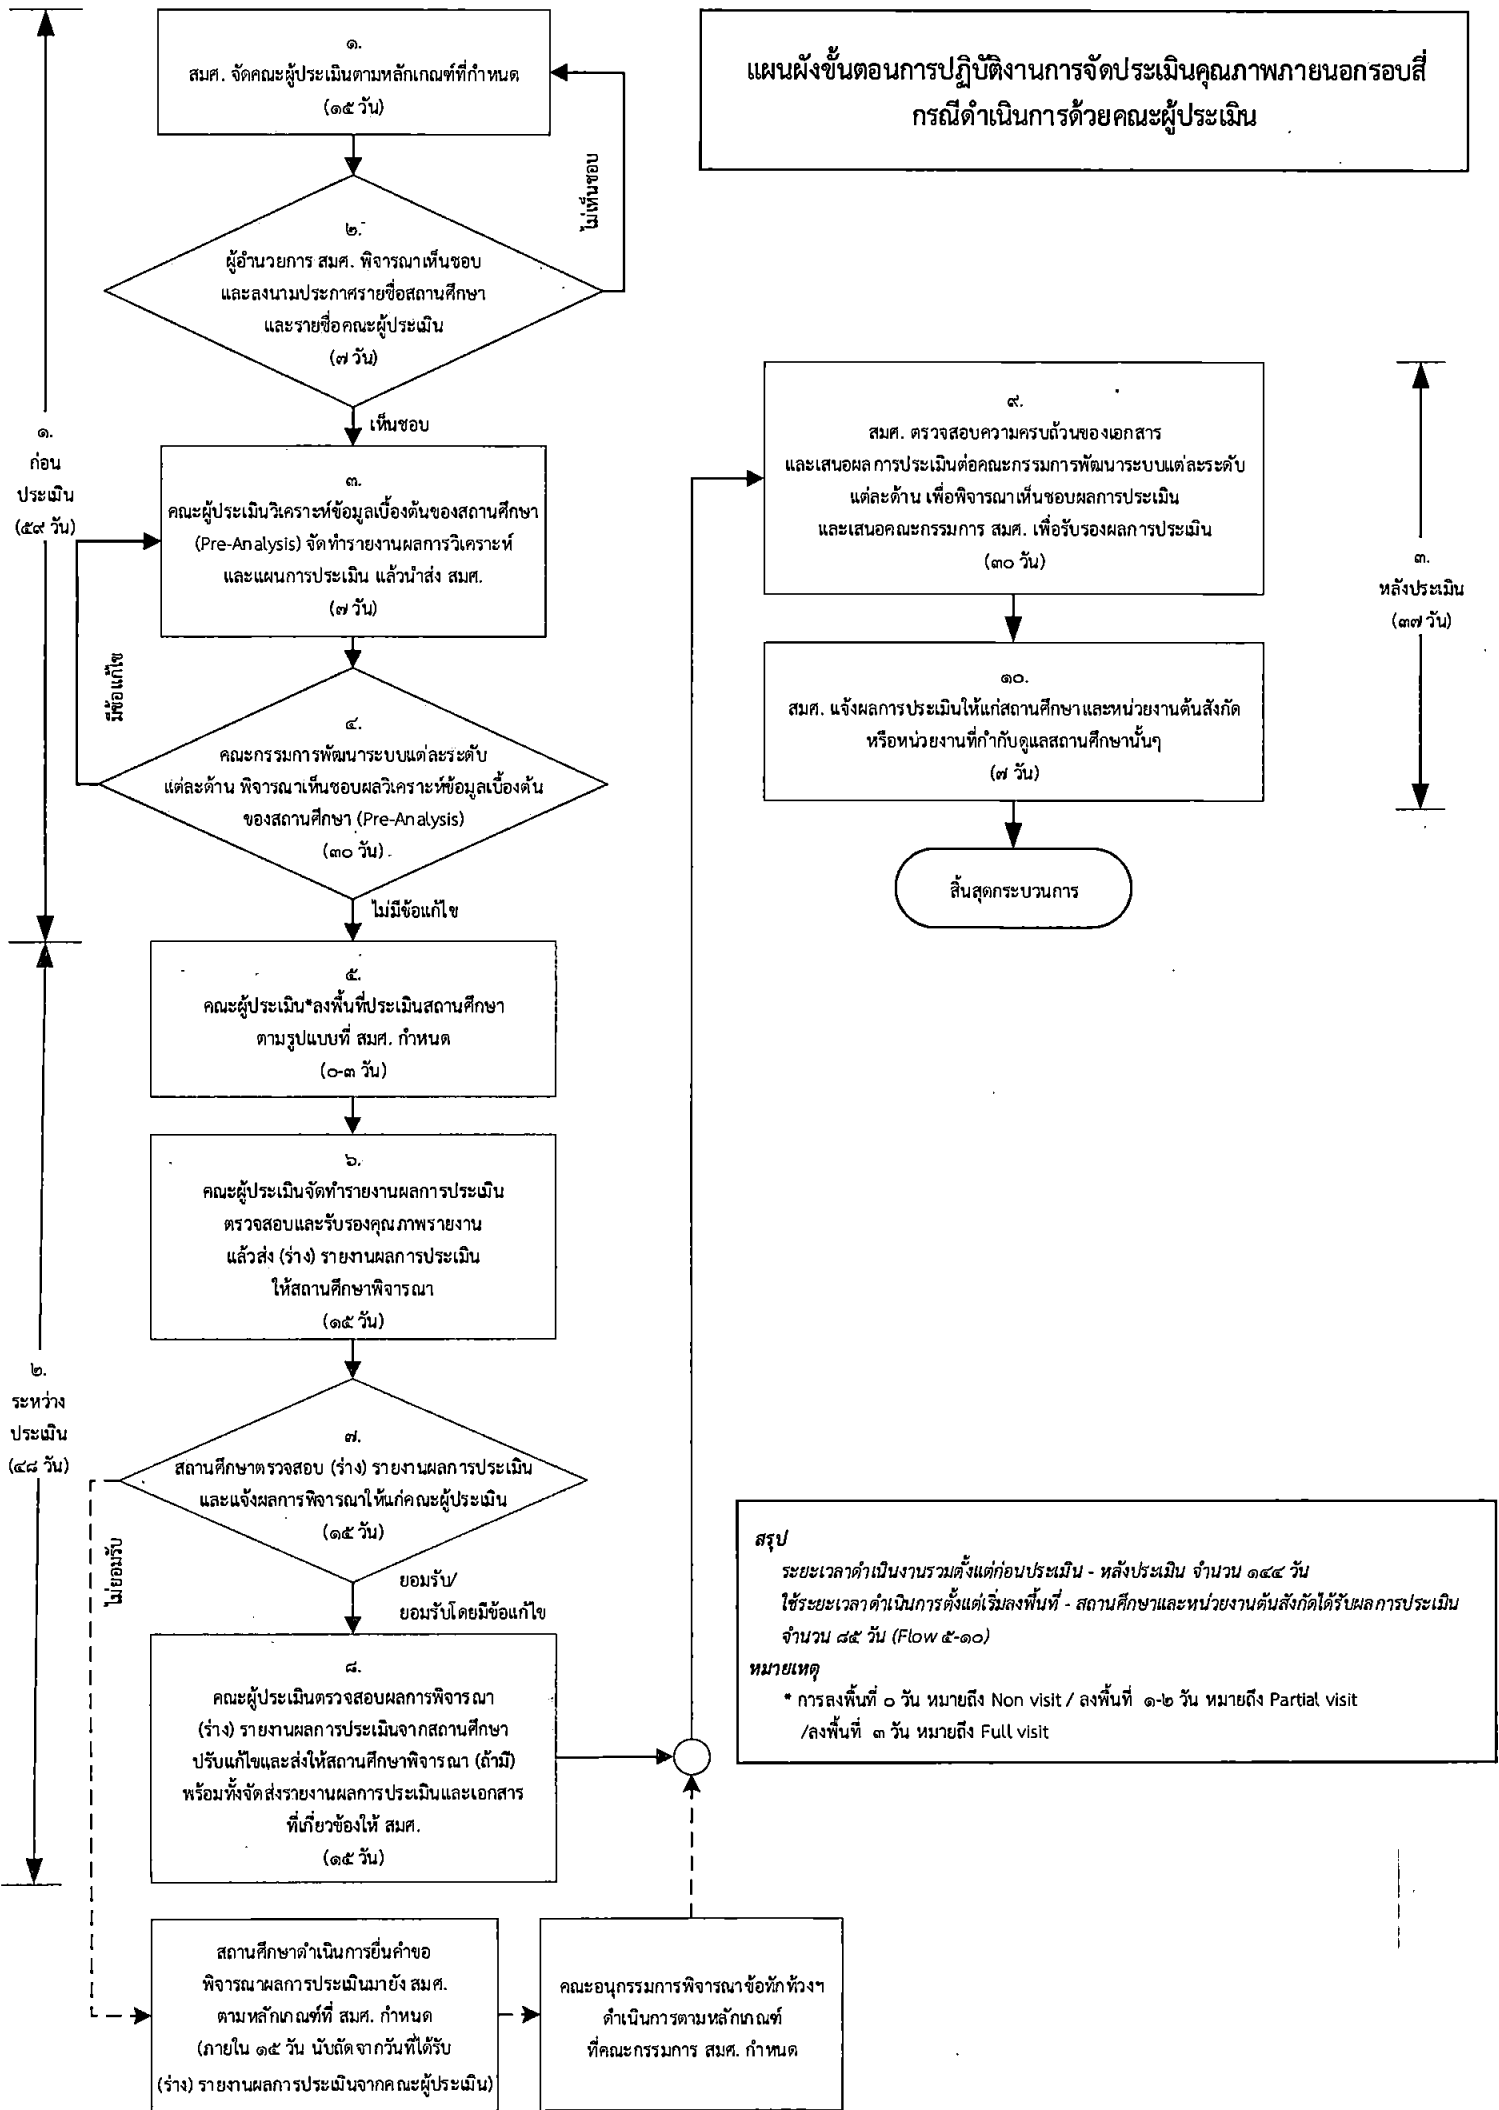 แผนผังขั้นตอนการปฏิบัติงานการจัดประเมินคุณภาพภายนอกรอบสี่
กรณีดำเนินการด้วยคณะผู้ประเมิน
๑.
ก่อน
ประเมิน
(๕๙ วัน)
๑.
สมศ. จัดคณะผู้ประเมินตามหลักเกณฑ์ที่กำหนด
(๑๕ วัน)
ไม่เห็นชอบ
๒.
ผู้อำนวยการ สมศ. พิจารณาเห็นชอบ
และลงนามประกาศรายชื่อสถานศึกษา
และรายชื่อคณะผู้ประเมิน
(๗ วัน)
เห็นชอบ
๓.
คณะผู้ประเมินวิเคราะห์ข้อมูลเบื้องต้นของสถานศึกษา
(Pre-Analysis) จัดทำรายงานผลการวิเคราะห์
และแผนการประเมิน แล้วนำส่ง สมศ.
(๗ วัน)
มีข้อแก้ไข
๔.
คณะกรรมการพัฒนาระบบแต่ละระดับ
แต่ละด้าน พิจารณาเห็นชอบผลวิเคราะห์ข้อมูลเบื้องต้น
ของสถานศึกษา (Pre-Analysis)
(๓๐ วัน)
ไม่มีข้อแก้ไข
๒.
ระหว่าง
ประเมิน
(๔๘ วัน)
๕.
คณะผู้ประเมิน*ลงพื้นที่ประเมินสถานศึกษา
ตามรูปแบบที่ สมศ. กำหนด
(๐-๓ วัน)
๖.
คณะผู้ประเมินจัดทำรายงานผลการประเมิน
ตรวจสอบและรับรองคุณภาพรายงาน
แล้วส่ง (ร่าง) รายงานผลการประเมิน
ให้สถานศึกษาพิจารณา
(๑๕ วัน)
๗.
สถานศึกษาตรวจสอบ (ร่าง) รายงานผลการประเมิน
และแจ้งผลการพิจารณาให้แก่คณะผู้ประเมิน
(๑๕ วัน)
ไม่ยอมรับ
ยอมรับ/
ยอมรับโดยมีข้อแก้ไข
๘.
คณะผู้ประเมินตรวจสอบผลการพิจารณา
(ร่าง) รายงานผลการประเมินจากสถานศึกษา
ปรับแก้ไขและส่งให้สถานศึกษาพิจารณา (ถ้ามี)
พร้อมทั้งจัดส่งรายงานผลการประเมินและเอกสาร
ที่เกี่ยวข้องให้ สมศ.
(๑๕ วัน)
สถานศึกษาดำเนินการยื่นคำขอ
พิจารณาผลการประเมินมายัง สมศ.
ตามหลักเกณฑ์ที่ สมศ. กำหนด
(ภายใน ๑๕ วัน นับถัดจากวันที่ได้รับ
(ร่าง) รายงานผลการประเมินจากคณะผู้ประเมิน)
คณะอนุกรรมการพิจารณาข้อทักท้วงฯ
ดำเนินการตามหลักเกณฑ์
ที่คณะกรรมการ สมศ. กำหนด
๙.
สมศ. ตรวจสอบความครบถ้วนของเอกสาร
และเสนอผลการประเมินต่อคณะกรรมการพัฒนาระบบแต่ละระดับ
แต่ละด้าน เพื่อพิจารณาเห็นชอบผลการประเมิน
และเสนอคณะกรรมการ สมศ. เพื่อรับรองผลการประเมิน
(๓๐ วัน)
๑๐.
สมศ. แจ้งผลการประเมินให้แก่สถานศึกษาและหน่วยงานต้นสังกัด
หรือหน่วยงานที่กำกับดูแลสถานศึกษานั้นๆ
(๗ วัน)
สิ้นสุดกระบวนการ
๓.
หลังประเมิน
(๓๗ วัน)
สรุป
ระยะเวลาดำเนินงานรวมตั้งแต่ก่อนประเมิน - หลังประเมิน จำนวน ๑๔๔ วัน
ใช้ระยะเวลาดำเนินการตั้งแต่เริ่มลงพื้นที่ - สถานศึกษาและหน่วยงานต้นสังกัดได้รับผลการประเมิน
จำนวน ๘๕ วัน (Flow ๕-๑๐)
หมายเหตุ
* การลงพื้นที่ ๐ วัน หมายถึง Non visit / ลงพื้นที่ ๑-๒ วัน หมายถึง Partial visit
/ลงพื้นที่ ๓ วัน หมายถึง Full visit